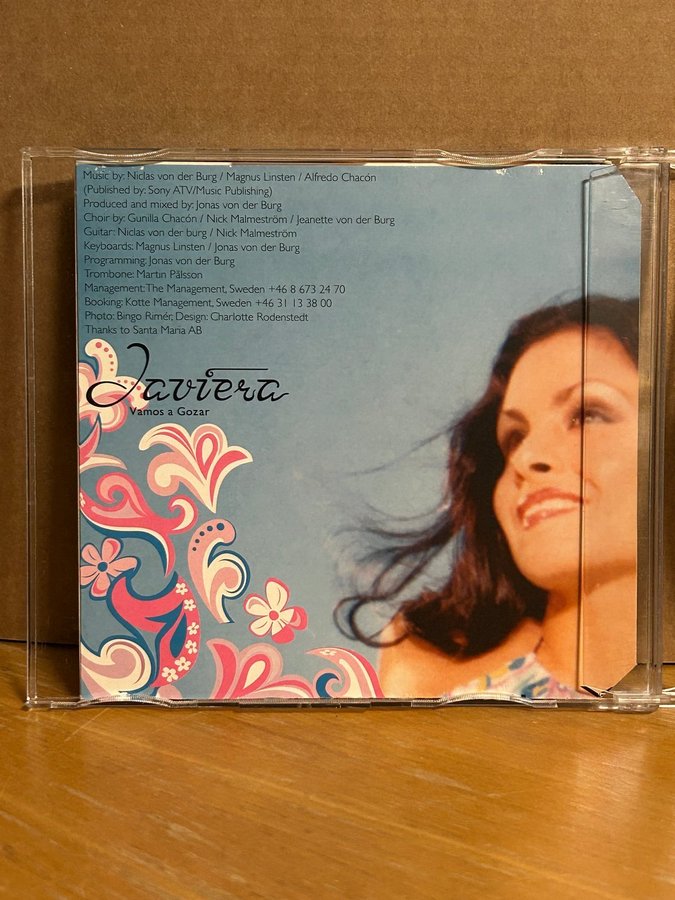 Music by: Niclas von der Burg / Magnus Linsten / Alfredo Chacón
(Published by: Sony ATV/Music Publishing)
Produced and mixed by: Jonas von der Burg
Choir by: Gunilla Chacón / Nick Malmeström / Jeanette von der Burg
Guitar: Niclas von der burg / Nick Malmeström
Keyboards: Magnus Linsten / Jonas von der Burg
Programming: Jonas von der Burg
Trombone: Martin Pålsson
Management: The Management, Sweden +46 8 673 24 70
Booking: Kotte Management, Sweden +46 31 13 38 00
Photo: Bingo Rimér, Design: Charlotte Rodenstedt
Thanks to Santa Maria AB
Javiera
Vamos a Gozar